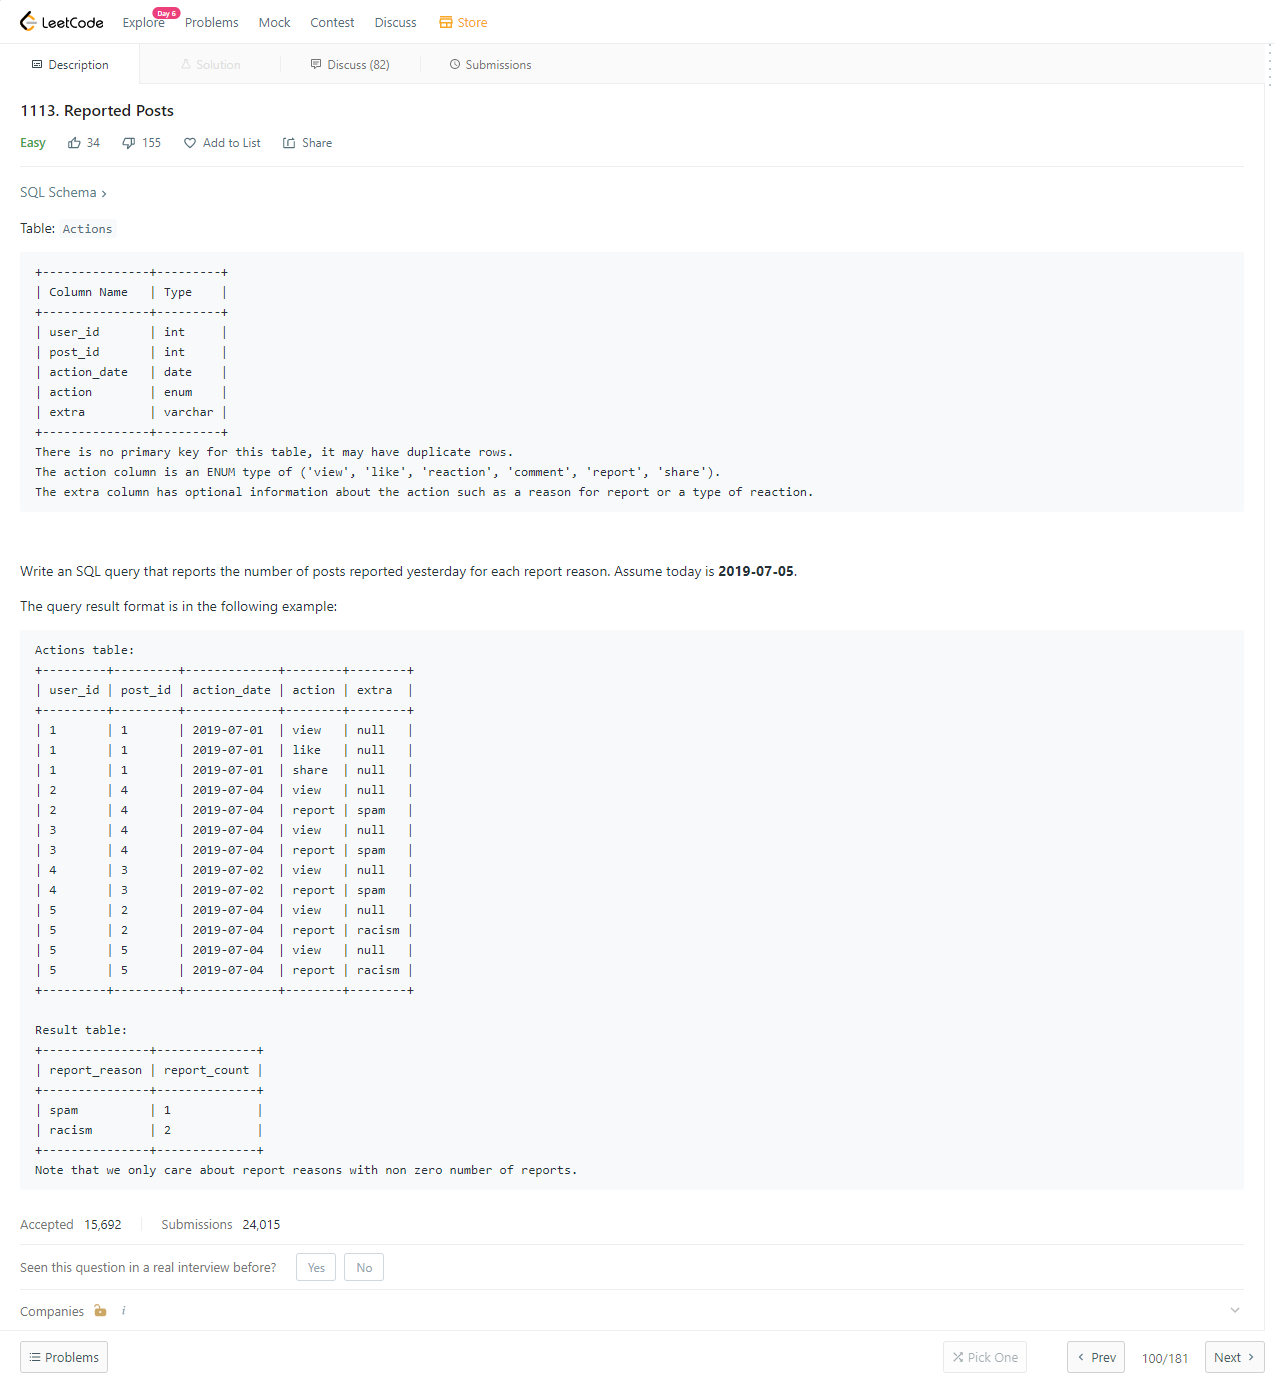 LeetCode Explore Day 6 Problems Mock Contest Discuss Store
Description Solution Discuss (82) Submissions
1113. Reported Posts
Easy 34 155 Add to List Share
SQL Schema ›
Table: Actions
+---------------+---------+
| Column Name   | Type    |
+---------------+---------+
| user_id       | int     |
| post_id       | int     |
| action_date   | date    |
| action        | enum    |
| extra         | varchar |
+---------------+---------+
There is no primary key for this table, it may have duplicate rows.
The action column is an ENUM type of ('view', 'like', 'reaction', 'comment', 'report', 'share').
The extra column has optional information about the action such as a reason for report or a type of reaction.
Write an SQL query that reports the number of posts reported yesterday for each report reason. Assume today is 2019-07-05.
The query result format is in the following example:
Actions table:
+---------+---------+-------------+--------+--------+
| user_id | post_id | action_date | action | extra  |
+---------+---------+-------------+--------+--------+
| 1       | 1       | 2019-07-01  | view   | null   |
| 1       | 1       | 2019-07-01  | like   | null   |
| 1       | 1       | 2019-07-01  | share  | null   |
| 2       | 4       | 2019-07-04  | view   | null   |
| 2       | 4       | 2019-07-04  | report | spam   |
| 3       | 4       | 2019-07-04  | view   | null   |
| 3       | 4       | 2019-07-04  | report | spam   |
| 4       | 3       | 2019-07-02  | view   | null   |
| 4       | 3       | 2019-07-02  | report | spam   |
| 5       | 2       | 2019-07-04  | view   | null   |
| 5       | 2       | 2019-07-04  | report | racism |
| 5       | 5       | 2019-07-04  | view   | null   |
| 5       | 5       | 2019-07-04  | report | racism |
+---------+---------+-------------+--------+--------+
Result table:
+---------------+--------------+
| report_reason | report_count |
+---------------+--------------+
| spam          | 1            |
| racism        | 2            |
+---------------+--------------+
Note that we only care about report reasons with non zero number of reports.
Accepted 15,692 Submissions 24,015
Seen this question in a real interview before? Yes No
Companies i
Problems Pick One ‹ Prev 100/181 Next ›